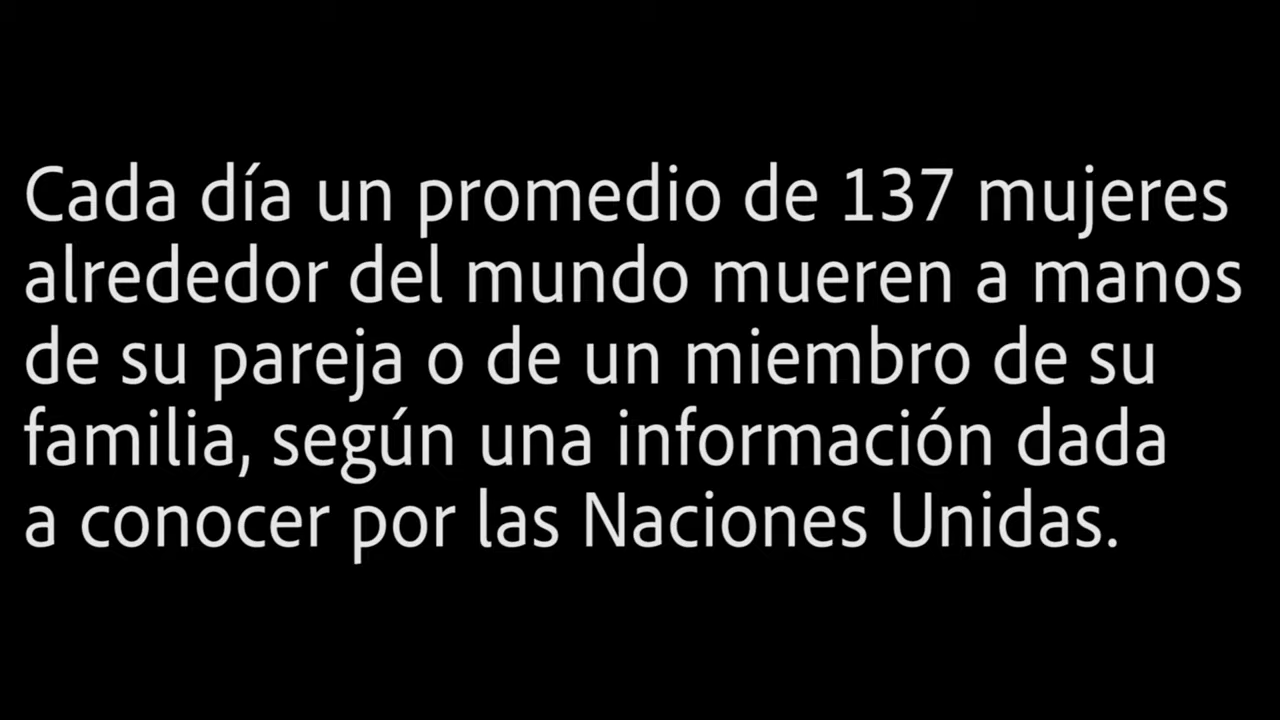 Cada día un promedio de 137 mujeres
alrededor del mundo mueren a manos
de su pareja o de un miembro de su
familia, según una información dada
a conocer por las Naciones Unidas.